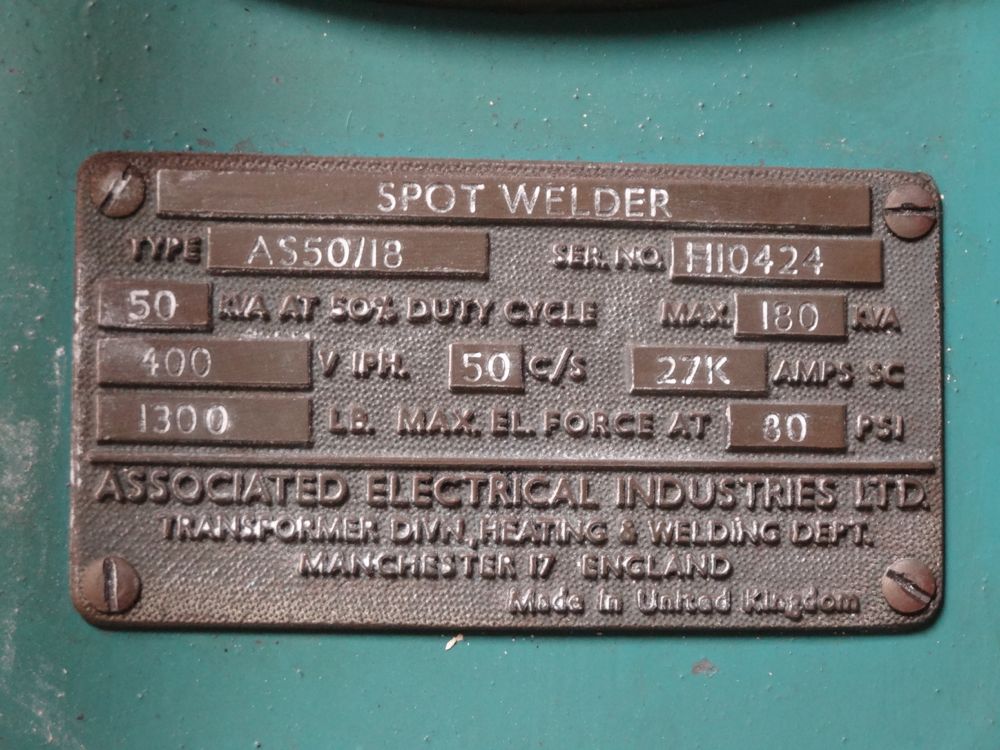 SPOT WELDER
TYPE AS50/18 SER. NO. H10424
50 KVA AT 50% DUTY CYCLE MAX. 180 KVA
400 V 1PH. 50 C/S 27K AMPS SC
1300 LB. MAX. EL. FORCE AT 80 PSI
ASSOCIATED ELECTRICAL INDUSTRIES LTD.
TRANSFORMER DIVN., HEATING & WELDING DEPT.
MANCHESTER 17 ENGLAND
Made in United Kingdom